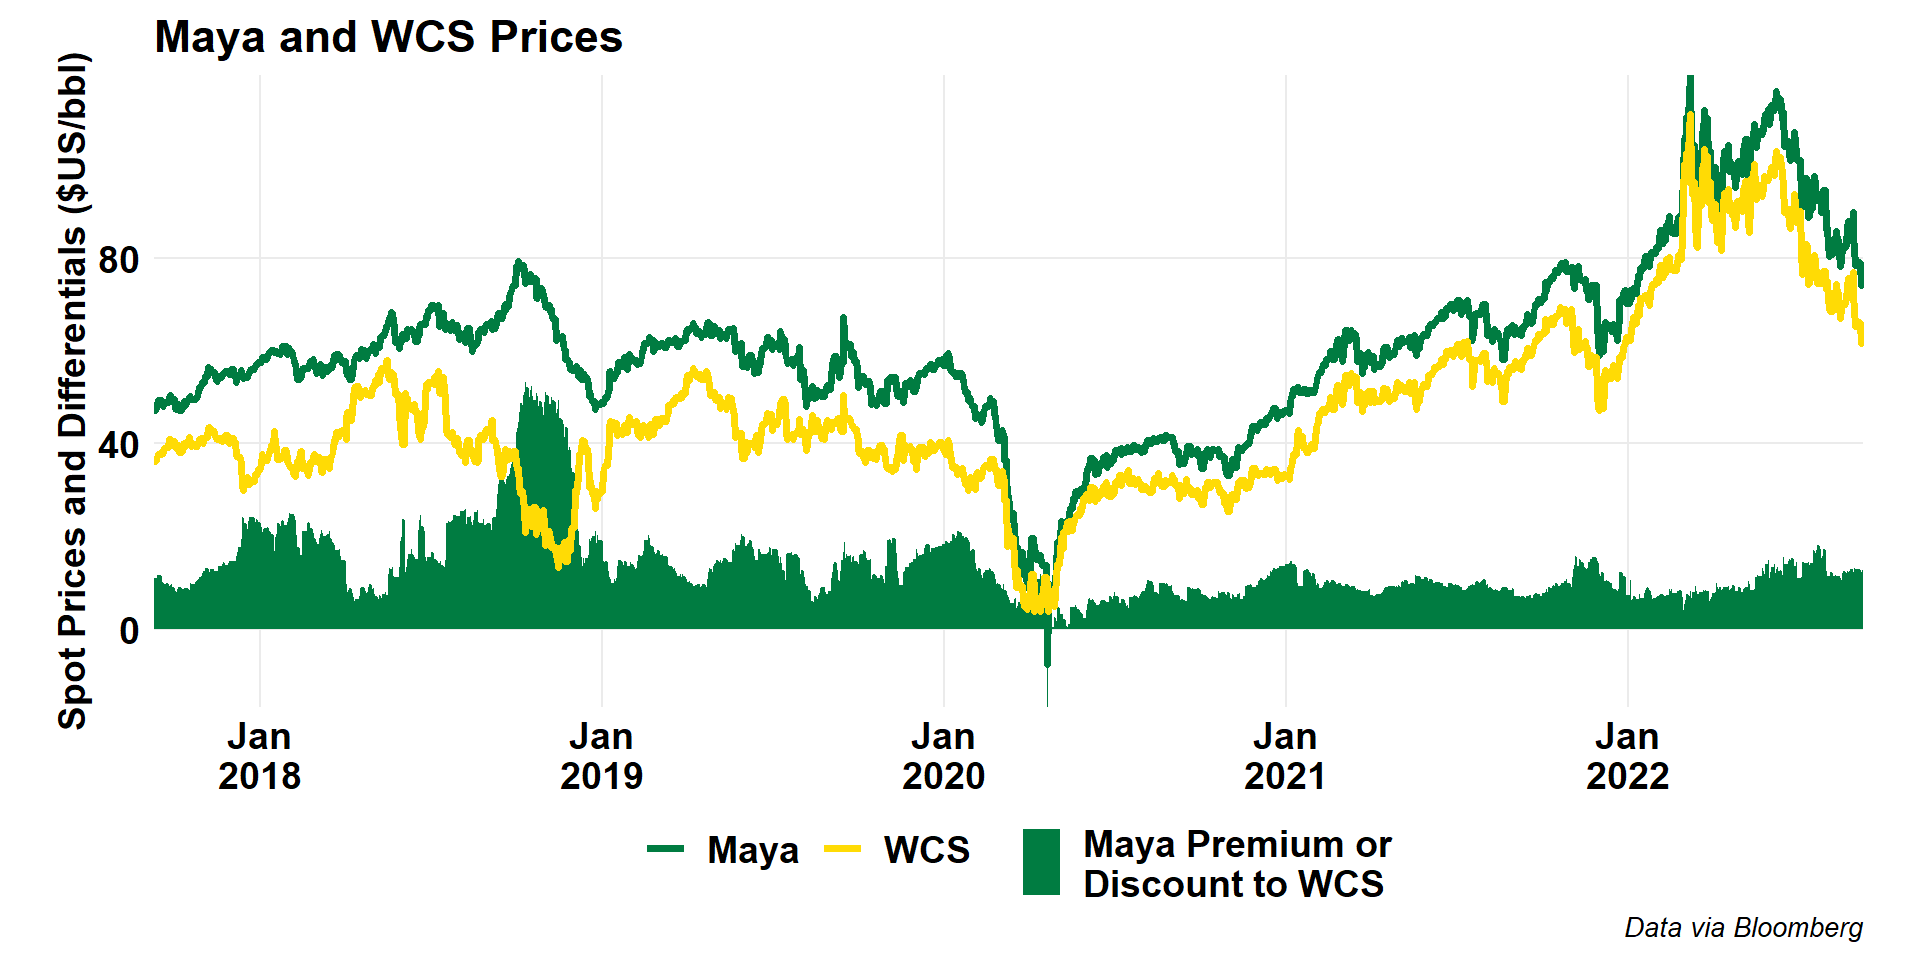 Maya and WCS Prices
Spot Prices and Differentials ($US/bbl)
80
40
0
Jan
2018
Jan
2019
Jan
2020
Jan
2021
Jan
2022
Maya
WCS
Maya Premium or
Discount to WCS
Data via Bloomberg